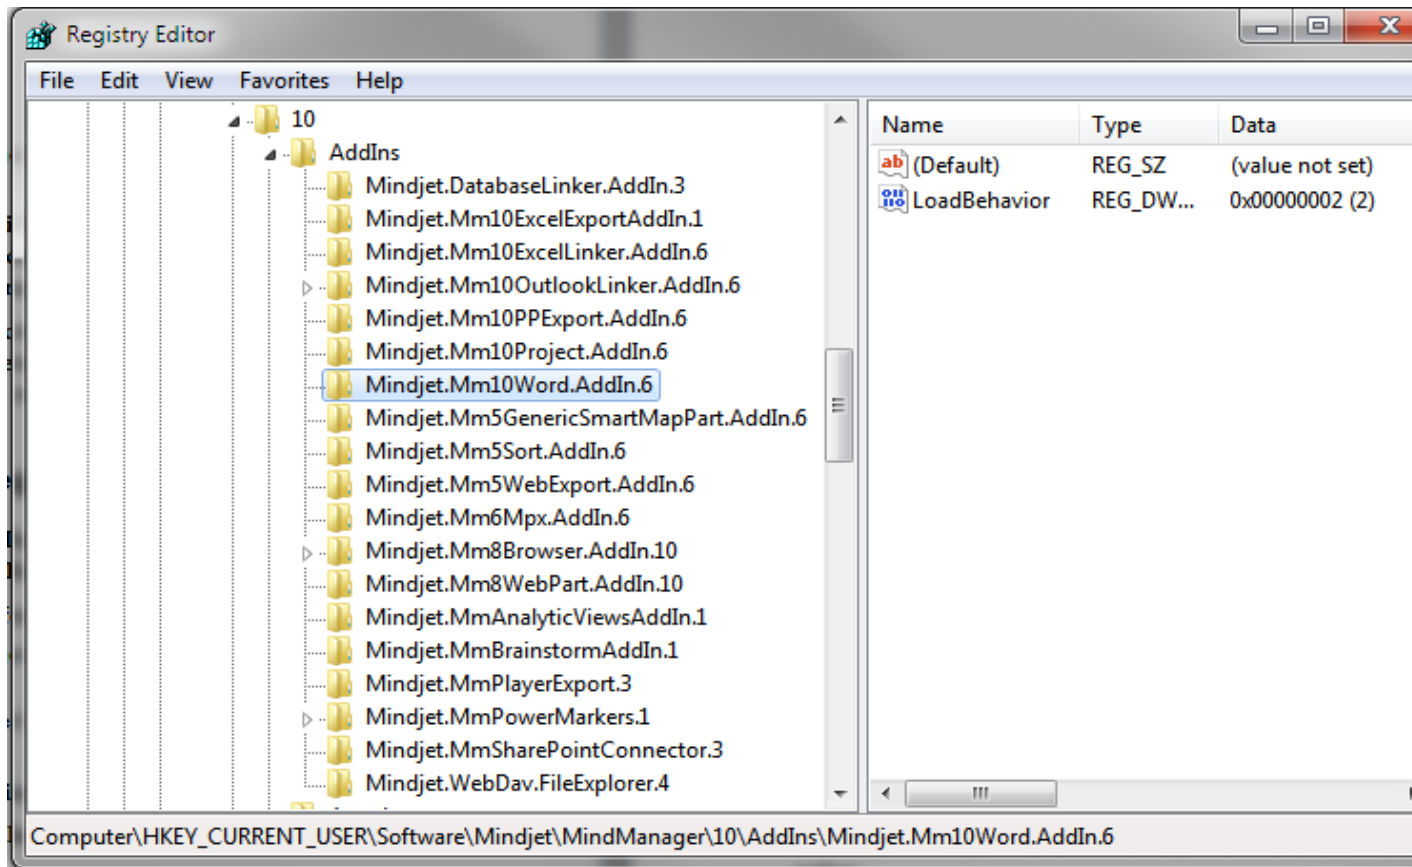 Registry Editor
File Edit View Favorites Help
10
AddIns
Mindjet.DatabaseLinker.AddIn.3
Mindjet.Mm10ExcelExportAddIn.1
Mindjet.Mm10ExcelLinker.AddIn.6
Mindjet.Mm10OutlookLinker.AddIn.6
Mindjet.Mm10PPExport.AddIn.6
Mindjet.Mm10Project.AddIn.6
Mindjet.Mm10Word.AddIn.6
Mindjet.Mm5GenericSmartMapPart.AddIn.6
Mindjet.Mm5Sort.AddIn.6
Mindjet.Mm5WebExport.AddIn.6
Mindjet.Mm6Mpx.AddIn.6
Mindjet.Mm8Browser.AddIn.10
Mindjet.Mm8WebPart.AddIn.10
Mindjet.MmAnalyticViewsAddIn.1
Mindjet.MmBrainstormAddIn.1
Mindjet.MmPlayerExport.3
Mindjet.MmPowerMarkers.1
Mindjet.MmSharePointConnector.3
Mindjet.WebDav.FileExplorer.4
Name Type Data
(Default) REG_SZ (value not set)
LoadBehavior REG_DW... 0x00000002 (2)
Computer\HKEY_CURRENT_USER\Software\Mindjet\MindManager\10\AddIns\Mindjet.Mm10Word.AddIn.6